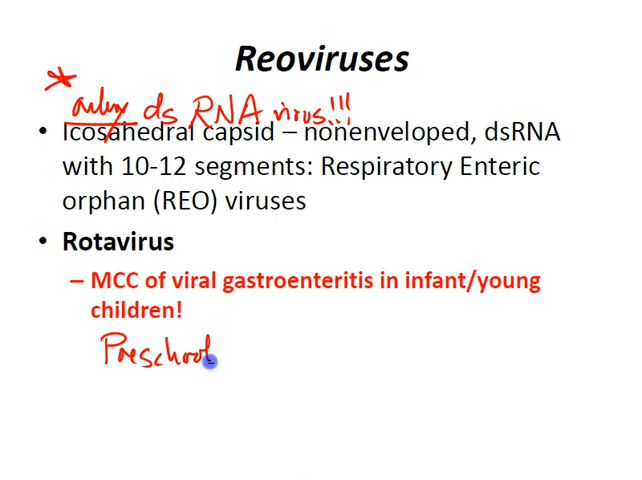 Reoviruses
* only ds RNA virus!!!
• Icosahedral capsid – nonenveloped, dsRNA
with 10-12 segments: Respiratory Enteric
orphan (REO) viruses
• Rotavirus
– MCC of viral gastroenteritis in infant/young
children!
Preschool